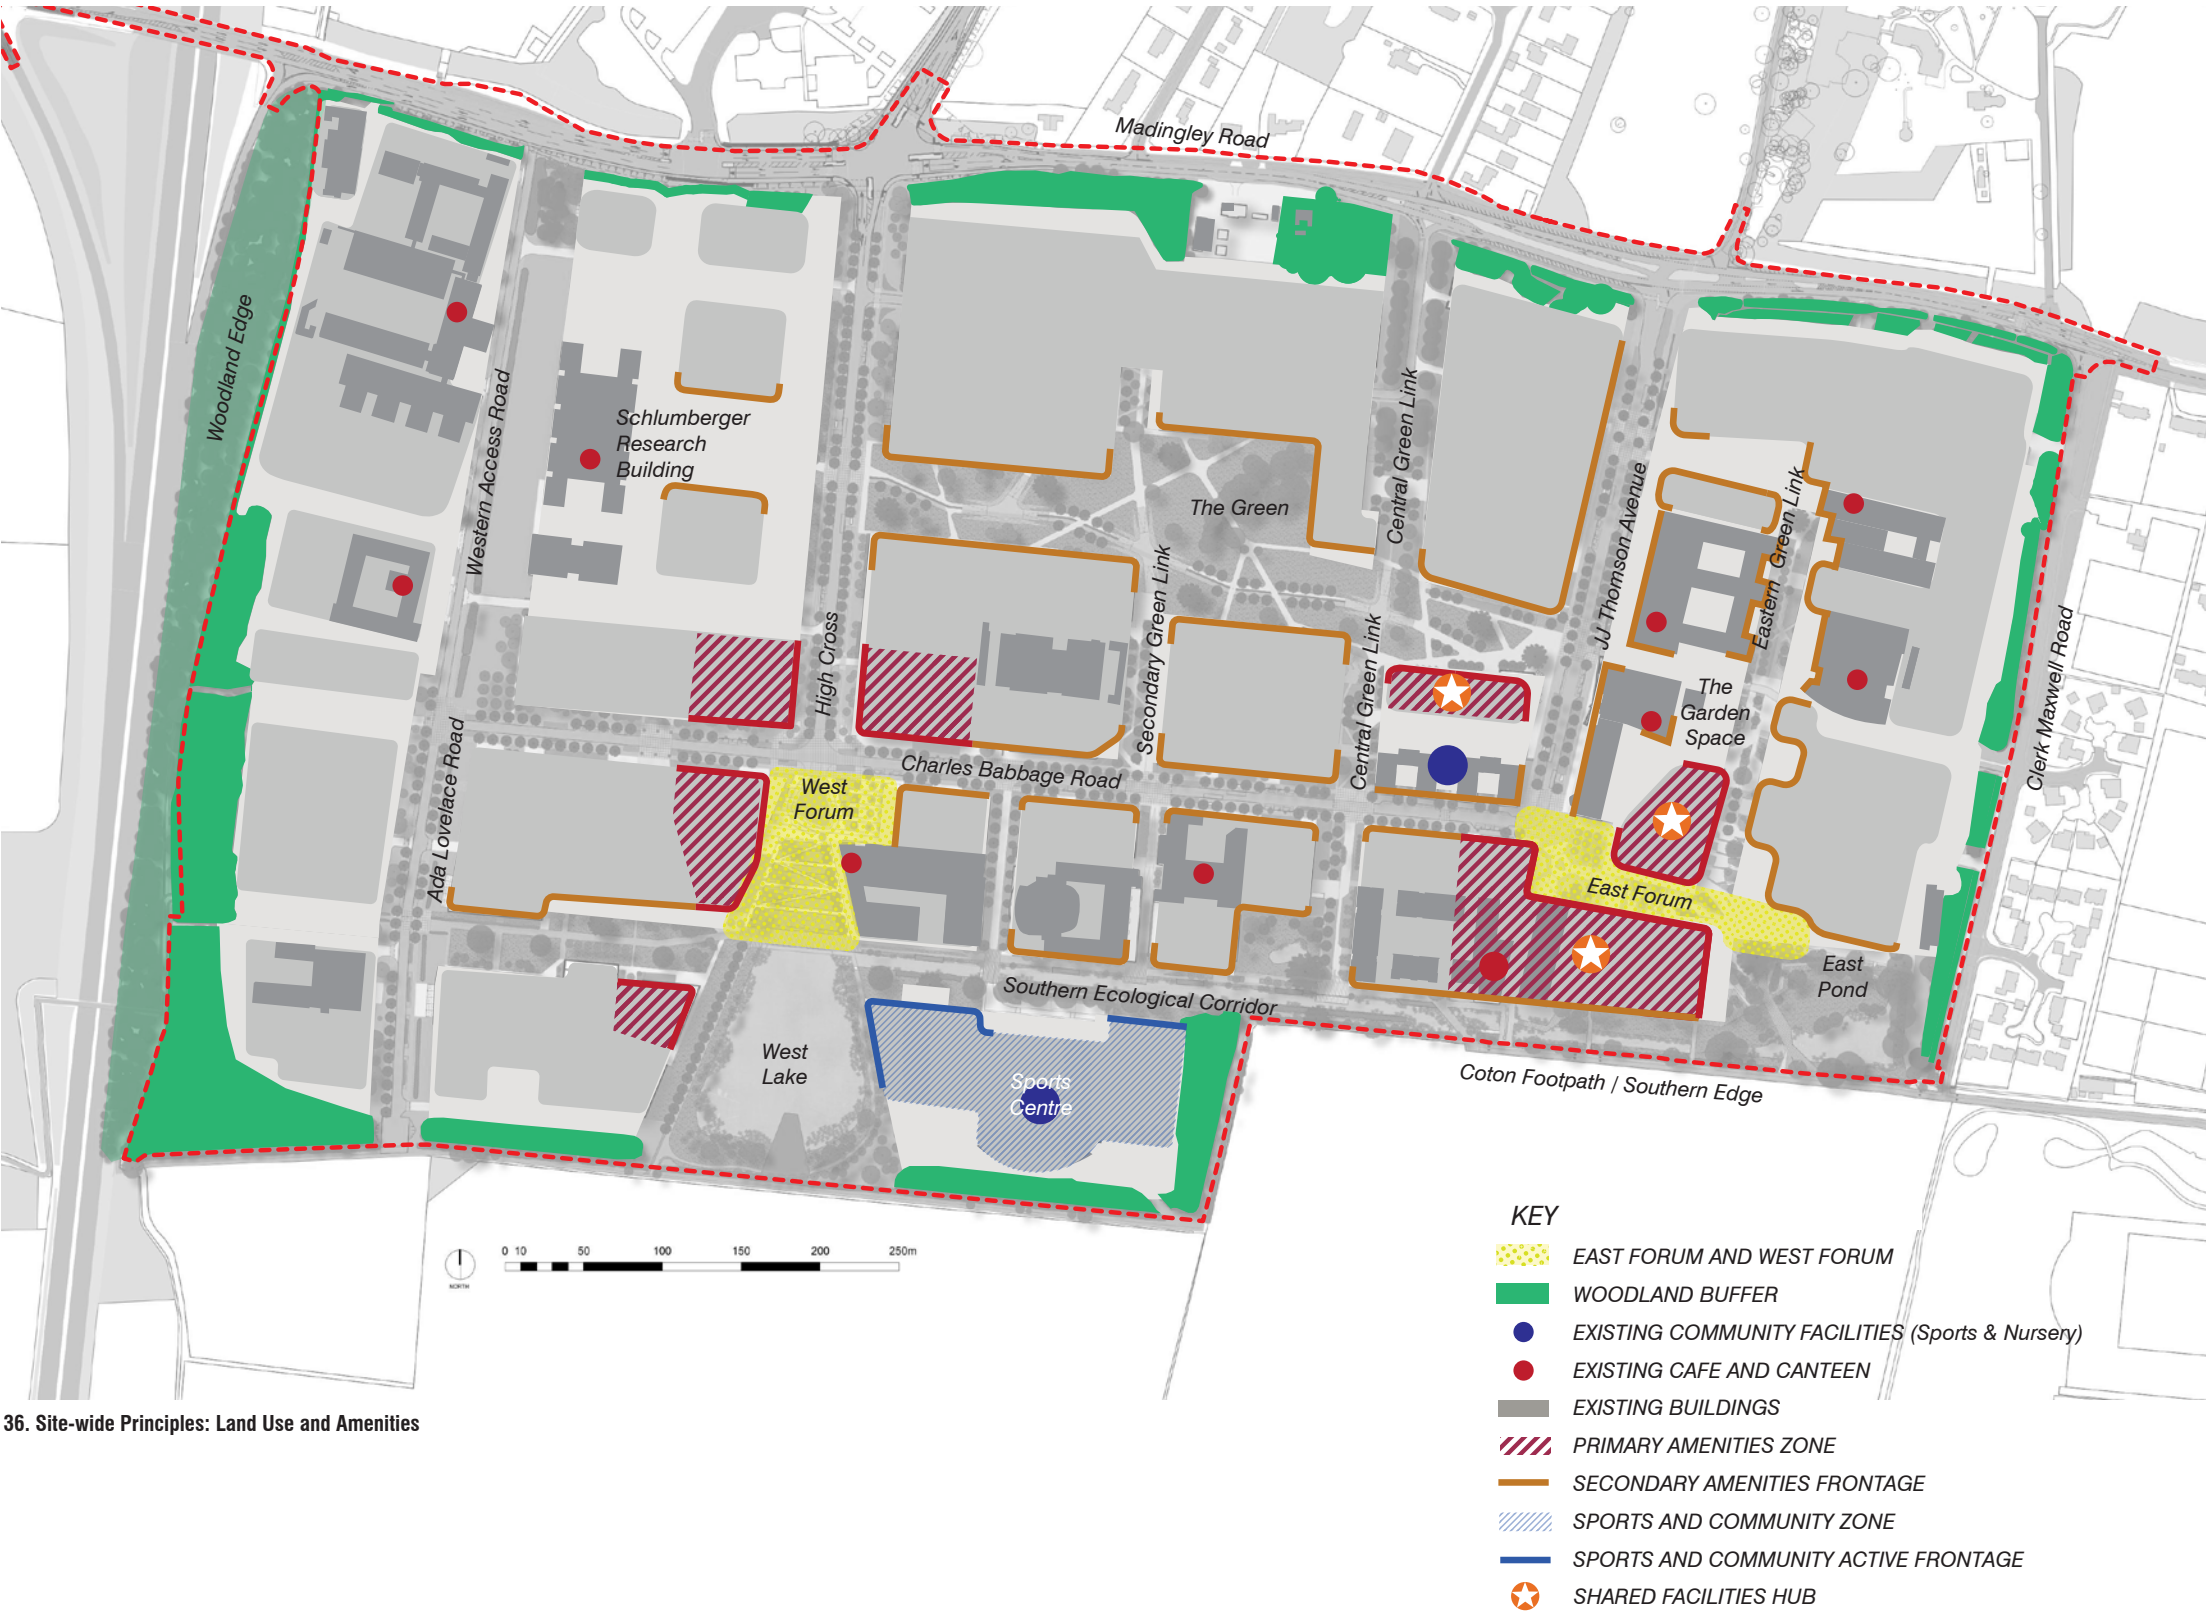 Madingley Road
Woodland Edge
Western Access Road
Schlumberger
Research
Building
The Green
Central Green Link
JJ Thomson Avenue
Eastern Green Link
High Cross
Secondary Green Link
Central Green Link
The
Garden
Space
Clerk Maxwell Road
Ada Lovelace Road
West
Forum
Charles Babbage Road
East Forum
East
Pond
Southern Ecological Corridor
West
Lake
Sports
Centre
Coton Footpath / Southern Edge
0 10 50 100 150 200 250m
NORTH
KEY
EAST FORUM AND WEST FORUM
WOODLAND BUFFER
EXISTING COMMUNITY FACILITIES (Sports & Nursery)
EXISTING CAFE AND CANTEEN
EXISTING BUILDINGS
PRIMARY AMENITIES ZONE
SECONDARY AMENITIES FRONTAGE
SPORTS AND COMMUNITY ZONE
SPORTS AND COMMUNITY ACTIVE FRONTAGE
SHARED FACILITIES HUB
36. Site-wide Principles: Land Use and Amenities